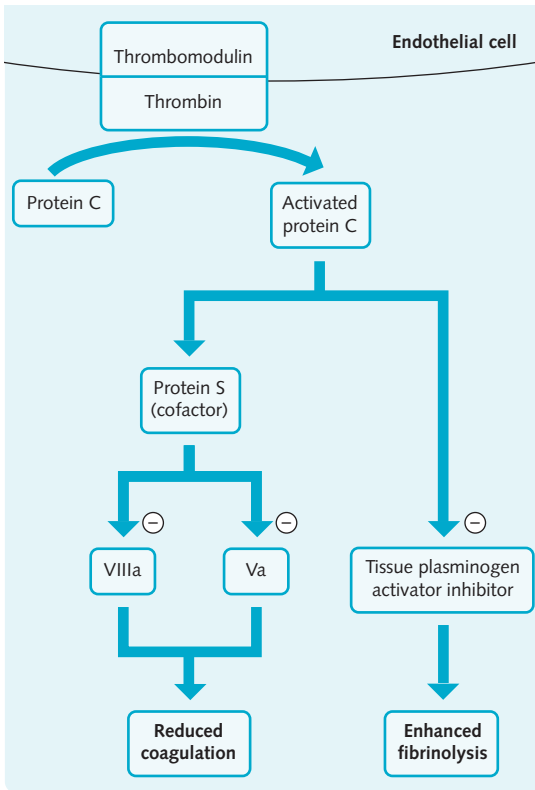 Endothelial cell
Thrombomodulin
Thrombin
Protein C
Activated
protein C
Protein S
(cofactor)
−
−
−
VIIIa
Va
Tissue plasminogen
activator inhibitor
Reduced
coagulation
Enhanced
fibrinolysis